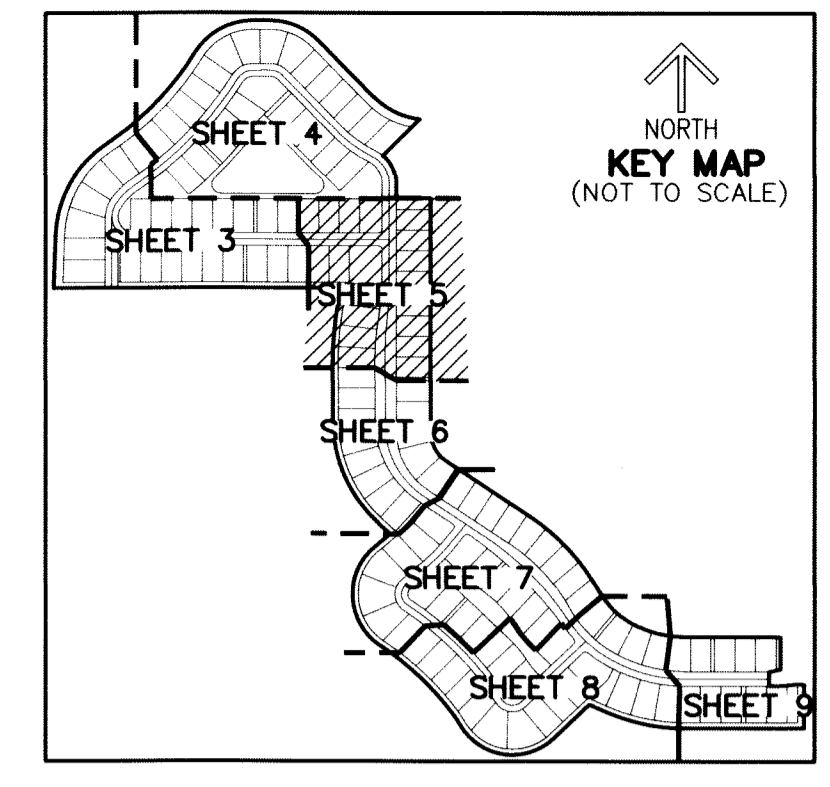 NORTH
KEY MAP
(NOT TO SCALE)
SHEET 4
SHEET 3
SHEET 5
SHEET 6
SHEET 7
SHEET 8
SHEET 9